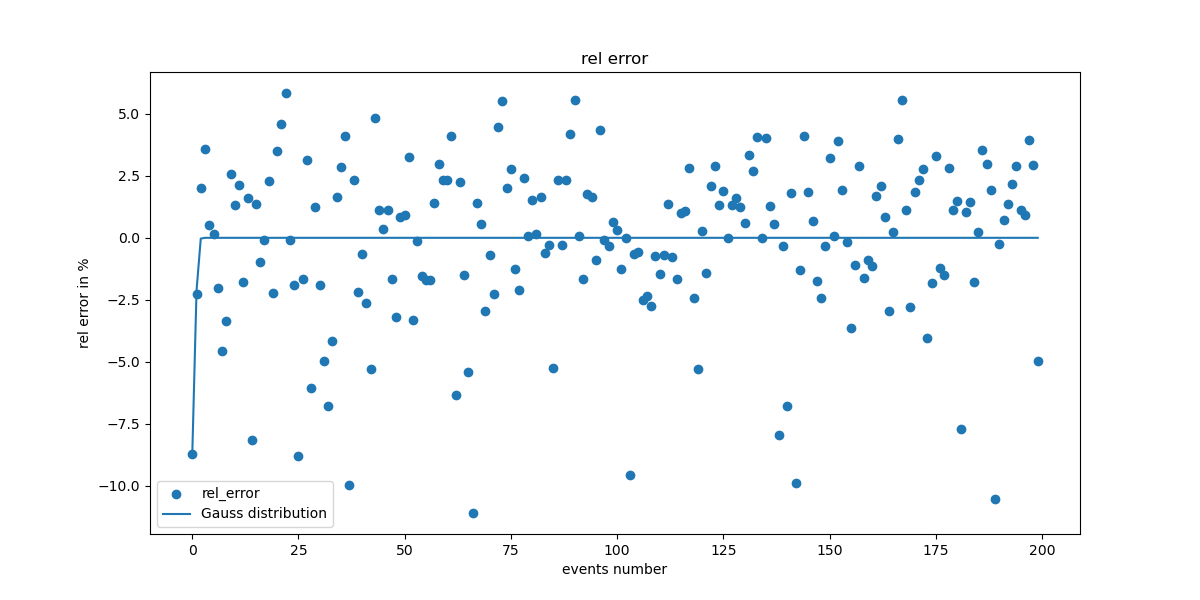 rel error
rel error in %
5.0
2.5
0.0
−2.5
−5.0
−7.5
−10.0
rel_error
Gauss distribution
0 25 50 75 100 125 150 175 200
events number